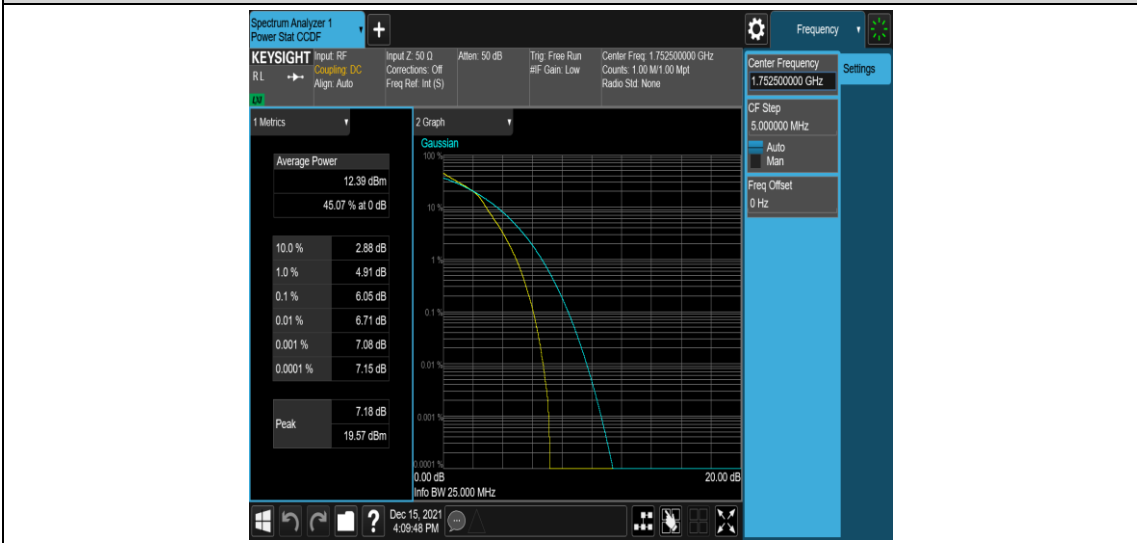 Spectrum Analyzer 1
Power Stat CCDF
+
Frequency
KEYSIGHT
Input: RF
Coupling: DC
Align: Auto
Input Z: 50 Ω
Corrections: Off
Freq Ref: Int (S)
Atten: 50 dB
Trig: Free Run
#IF Gain: Low
Center Freq: 1.752500000 GHz
Counts: 1.00 M/1.00 Mpt
Radio Std: None
R L
LXI
Center Frequency
1.752500000 GHz
Settings
CF Step
5.000000 MHz
Auto
Man
Freq Offset
0 Hz
1 Metrics
Average Power
12.39 dBm
45.07 % at 0 dB
10.0 % 2.88 dB
1.0 % 4.91 dB
0.1 % 6.05 dB
0.01 % 6.71 dB
0.001 % 7.08 dB
0.0001 % 7.15 dB
Peak
7.18 dB
19.57 dBm
2 Graph
Gaussian
100 %
10 %
1 %
0.1 %
0.01 %
0.001 %
0.0001 %
0.00 dB
20.00 dB
Info BW 25.000 MHz
?
Dec 15, 2021
4:09:48 PM